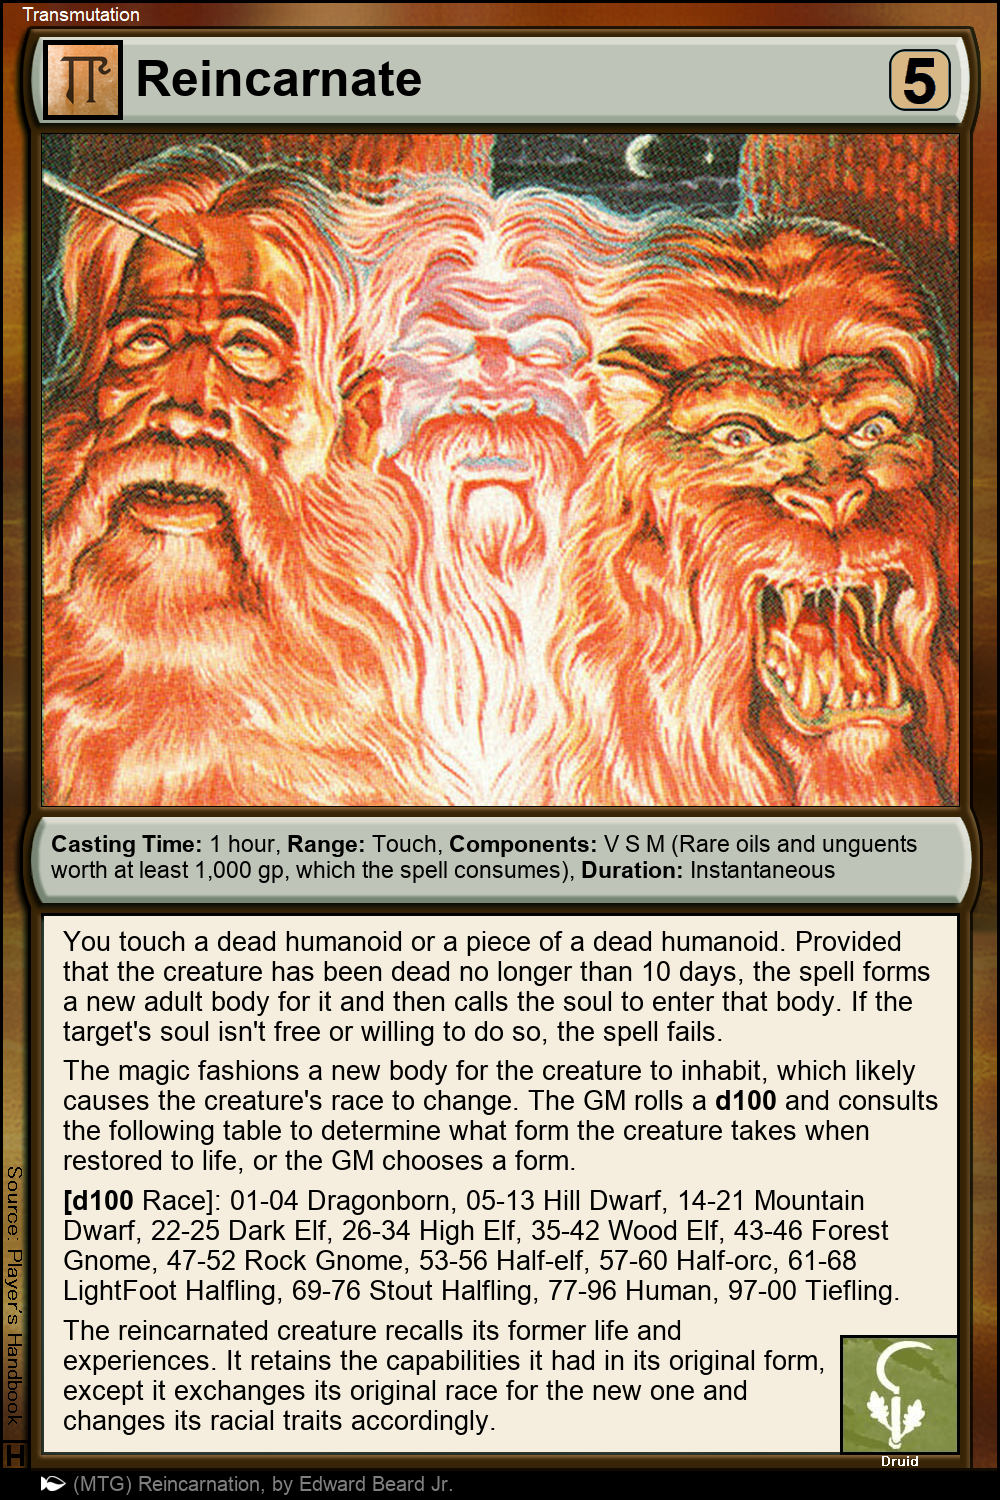 Transmutation
Reincarnate
5
Casting Time: 1 hour, Range: Touch, Components: V S M (Rare oils and unguents
worth at least 1,000 gp, which the spell consumes), Duration: Instantaneous
You touch a dead humanoid or a piece of a dead humanoid. Provided
that the creature has been dead no longer than 10 days, the spell forms
a new adult body for it and then calls the soul to enter that body. If the
target's soul isn't free or willing to do so, the spell fails.
The magic fashions a new body for the creature to inhabit, which likely
causes the creature's race to change. The GM rolls a d100 and consults
the following table to determine what form the creature takes when
restored to life, or the GM chooses a form.
[d100 Race]: 01-04 Dragonborn, 05-13 Hill Dwarf, 14-21 Mountain
Dwarf, 22-25 Dark Elf, 26-34 High Elf, 35-42 Wood Elf, 43-46 Forest
Gnome, 47-52 Rock Gnome, 53-56 Half-elf, 57-60 Half-orc, 61-68
LightFoot Halfling, 69-76 Stout Halfling, 77-96 Human, 97-00 Tiefling.
The reincarnated creature recalls its former life and
experiences. It retains the capabilities it had in its original form,
except it exchanges its original race for the new one and
changes its racial traits accordingly.
Druid
Source: Player's Handbook
H
(MTG) Reincarnation, by Edward Beard Jr.